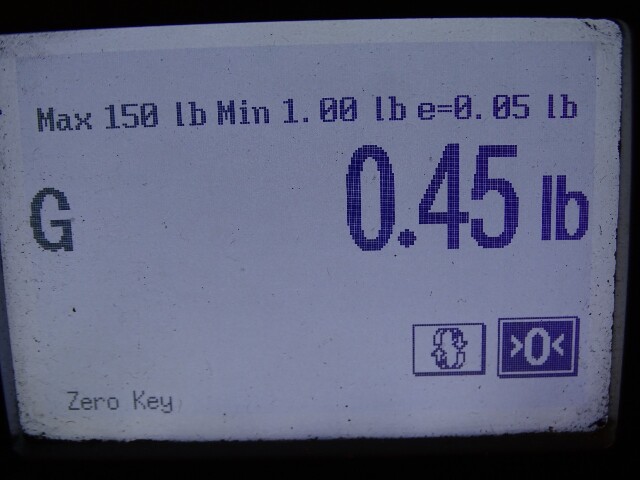 Max 150 lb Min 1.00 lb e=0.05 lb
G 0.45 lb
>0<
Zero Key